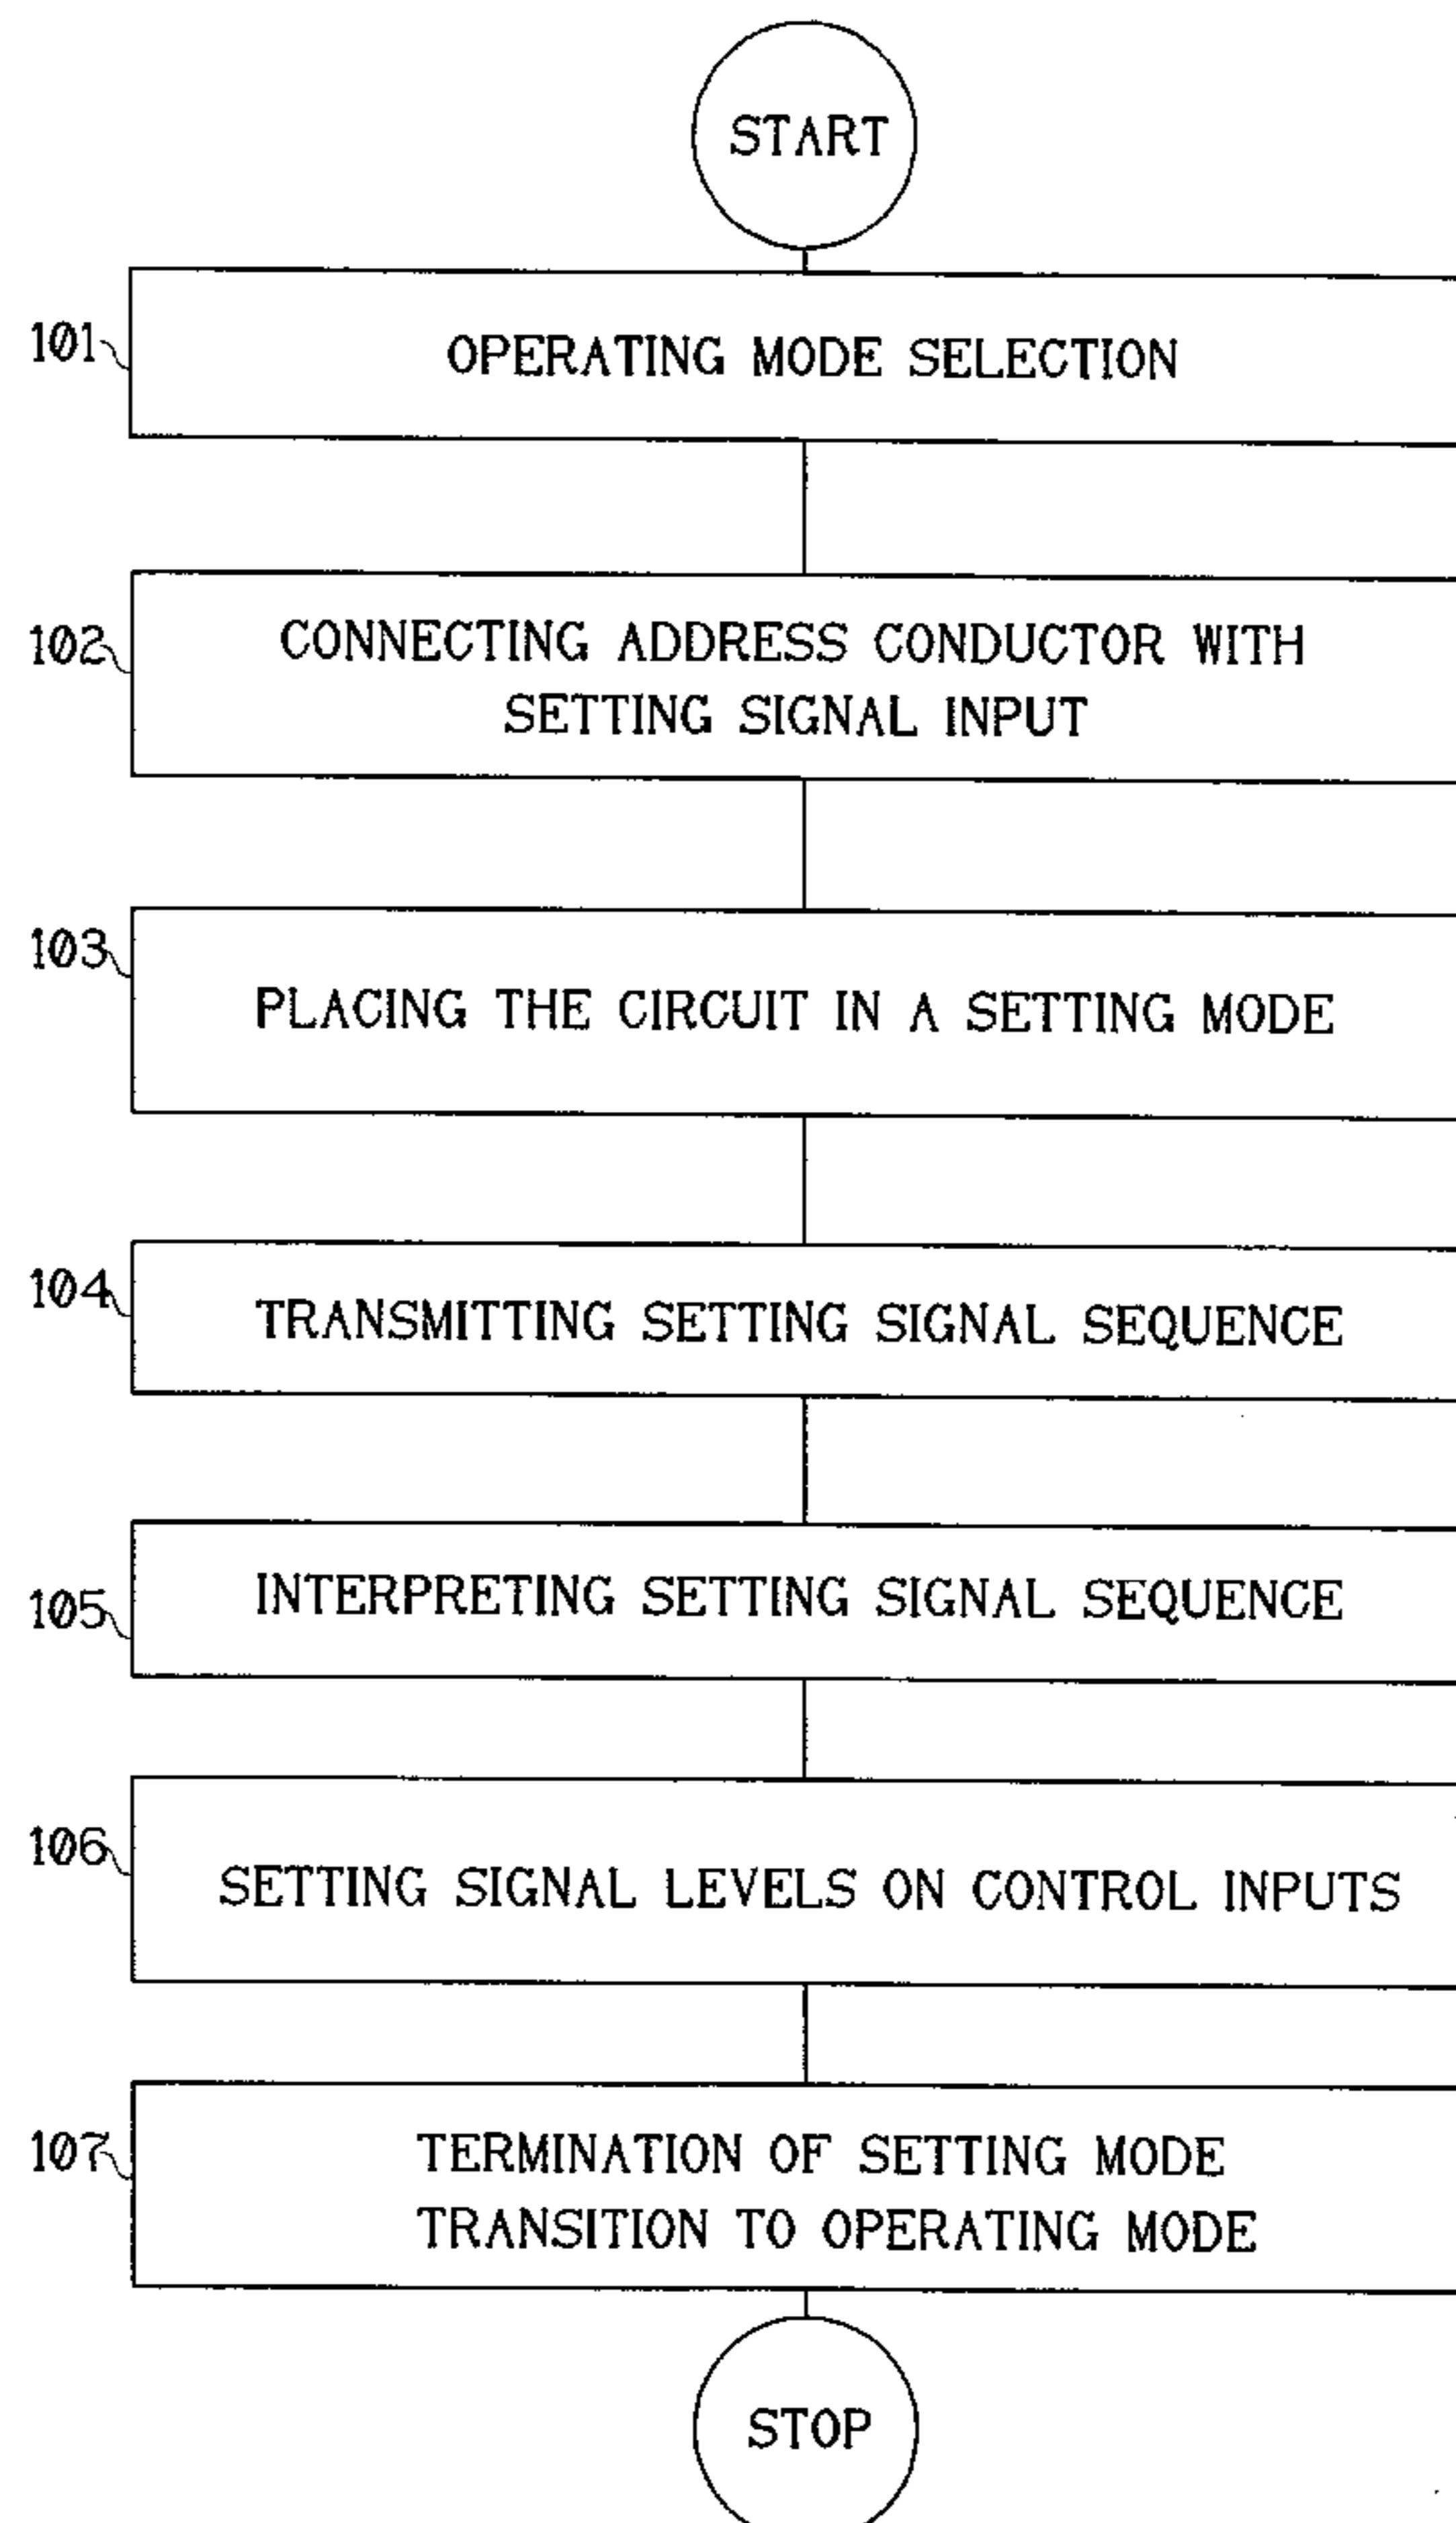 START
101
OPERATING MODE SELECTION
102
CONNECTING ADDRESS CONDUCTOR WITH
SETTING SIGNAL INPUT
103
PLACING THE CIRCUIT IN A SETTING MODE
104
TRANSMITTING SETTING SIGNAL SEQUENCE
105
INTERPRETING SETTING SIGNAL SEQUENCE
106
SETTING SIGNAL LEVELS ON CONTROL INPUTS
107
TERMINATION OF SETTING MODE
TRANSITION TO OPERATING MODE
STOP